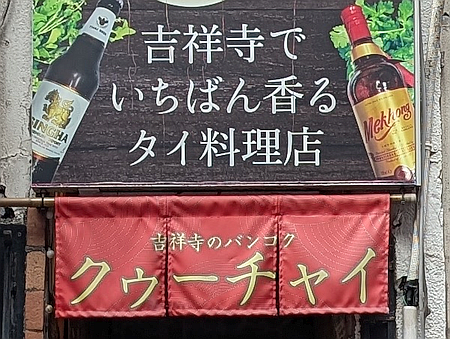 吉祥寺で
いちばん香る
タイ料理店
SINGHA
Mekhong
吉祥寺のバンコク
クゥーチャイ